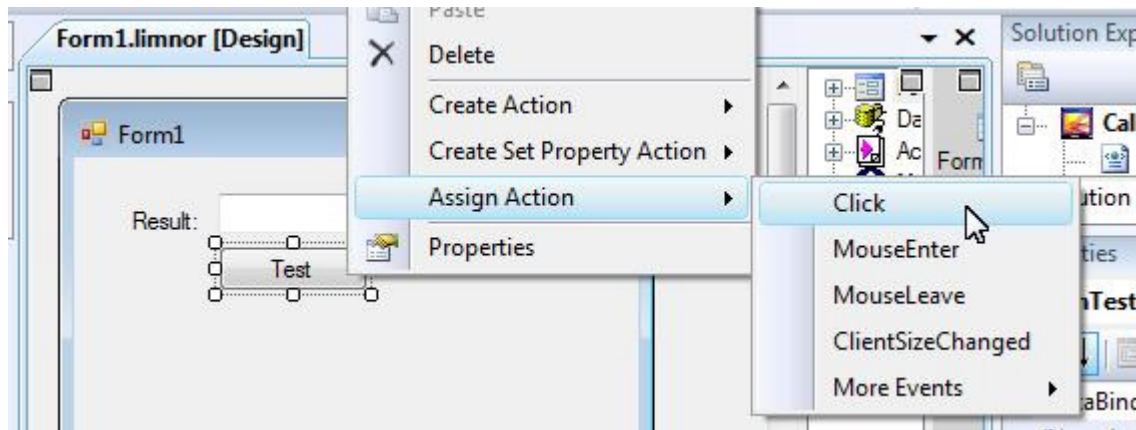 Paste
Form1.limnor [Design]
Solution Exp
Delete
Create Action
Da
Cal
Form1
Create Set Property Action
Ac
Form
Assign Action
Click
ution
Result:
Properties
MouseEnter
ties
Test
MouseLeave
nTest
ClientSizeChanged
More Events
aBind